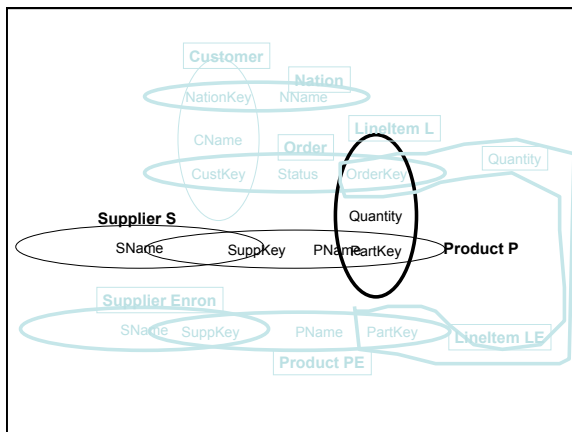 Customer
Nation
NationKey NName
LineItem L
CName
Order
Quantity
CustKey Status OrderKey
Quantity
Supplier S
SName SuppKey PName PartKey Product P
Supplier Enron
SName SuppKey PName PartKey
LineItem LE
Product PE